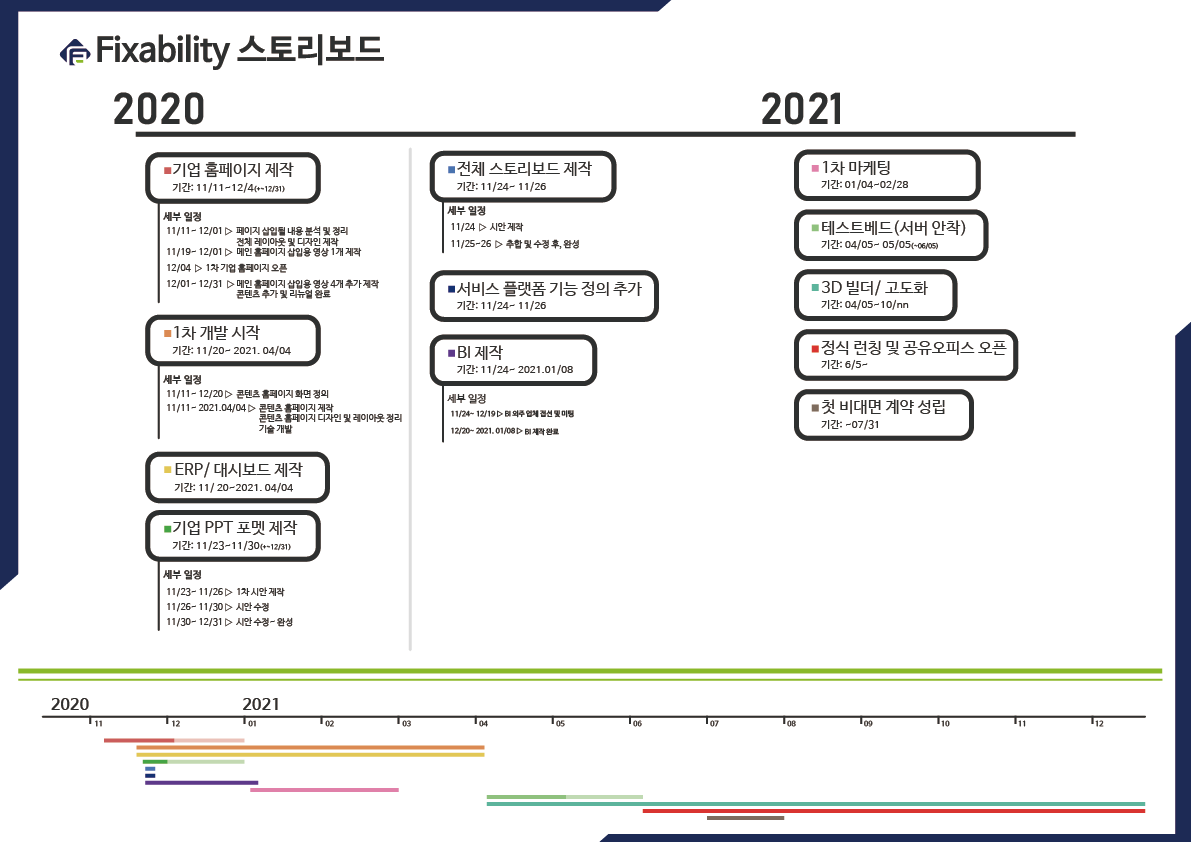 Fixability 스토리보드
2020
2021
기업 홈페이지 제작
기간: 11/11~12/4(+~12/31)
세부 일정
11/11~ 12/01 ▷ 페이지 삽입될 내용 분석 및 정리
전체 레이아웃 및 디자인 제작
11/19~ 12/01 ▷ 메인 홈페이지 삽입용 영상 1개 제작
12/04 ▷ 1차 기업 홈페이지 오픈
12/01~ 12/31 ▷ 메인 홈페이지 삽입용 영상 4개 추가 제작
콘텐츠 추가 및 리뉴얼 완료
1차 개발 시작
기간: 11/20~ 2021. 04/04
세부 일정
11/11~ 12/20 ▷ 콘텐츠 홈페이지 화면 정의
11/11~ 2021.04/04 ▷ 콘텐츠 홈페이지 제작
콘텐츠 홈페이지 디자인 및 레이아웃 정리
기술 개발
ERP/ 대시보드 제작
기간: 11/ 20~2021. 04/04
기업 PPT 포멧 제작
기간: 11/23~11/30(+~12/31)
세부 일정
11/23~ 11/26 ▷ 1차 시안 제작
11/26~ 11/30 ▷ 시안 수정
11/30~ 12/31 ▷ 시안 수정~ 완성
전체 스토리보드 제작
기간: 11/24~ 11/26
세부 일정
11/24 ▷ 시안 제작
11/25~26 ▷ 추합 및 수정 후, 완성
서비스 플랫폼 기능 정의 추가
기간: 11/24~ 11/26
BI 제작
기간: 11/24~ 2021.01/08
세부 일정
11/24~ 12/19 ▷ BI 외주 업체 컨선 및 미팅
12/20~ 2021. 01/08 ▷ BI 제작 완료
1차 마케팅
기간: 01/04~02/28
테스트베드(서버 안착)
기간: 04/05~ 05/05(~06/05)
3D 빌더/ 고도화
기간: 04/05~10/nn
정식 런칭 및 공유오피스 오픈
기간: 6/5~
첫 비대면 계약 성립
기간: ~07/31
2020
2021
11
12
01
02
03
04
05
06
07
08
09
10
11
12